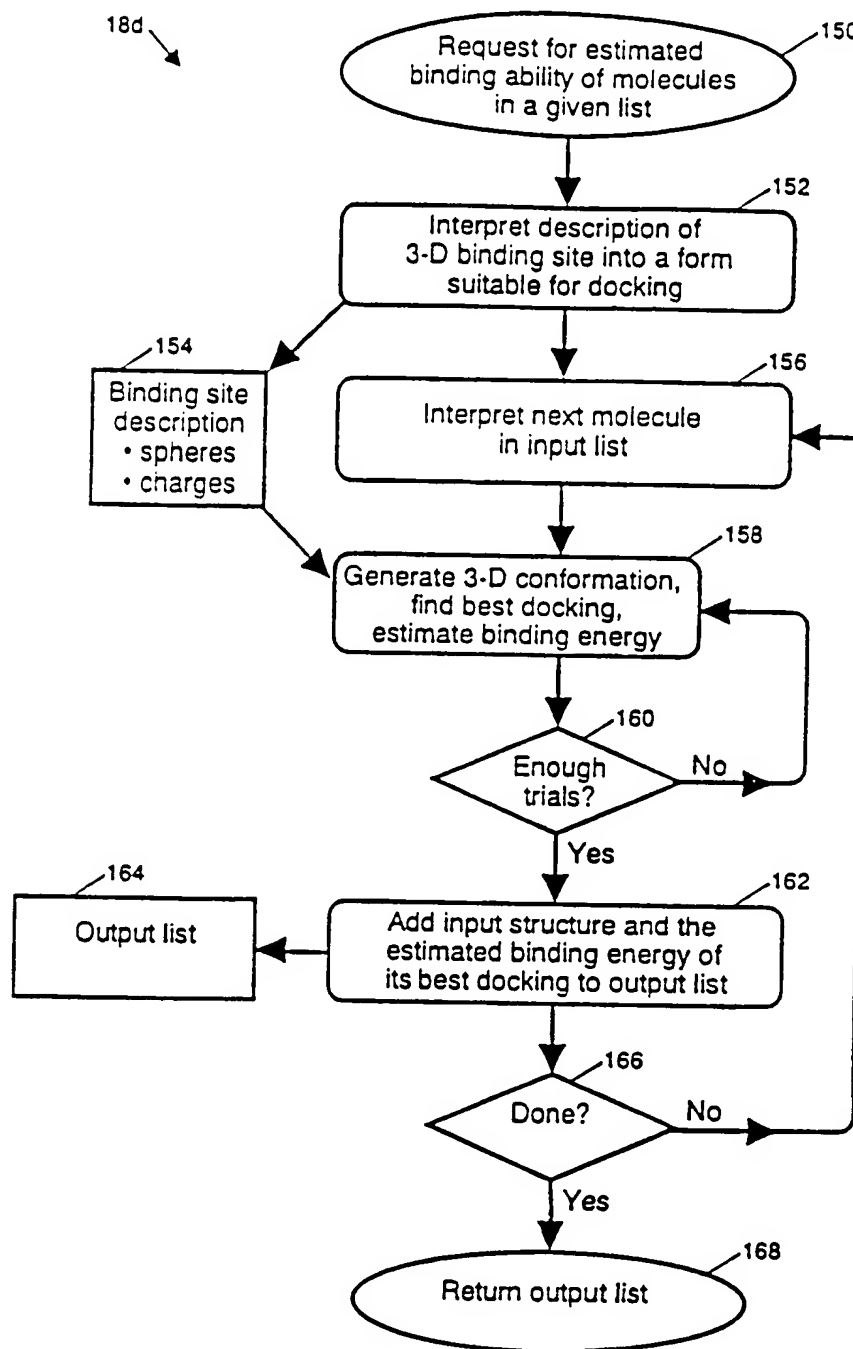 18d
150
Request for estimated
binding ability of molecules
in a given list
152
Interpret description of
3-D binding site into a form
suitable for docking
154
Binding site
description
• spheres
• charges
156
Interpret next molecule
in input list
158
Generate 3-D conformation,
find best docking,
estimate binding energy
160
Enough
trials?
No
Yes
164
Output list
162
Add input structure and the
estimated binding energy of
its best docking to output list
166
Done?
No
Yes
168
Return output list